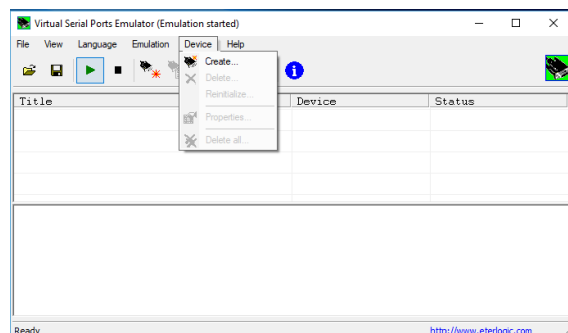 Virtual Serial Ports Emulator (Emulation started)
File View Language Emulation Device Help
Create...
Delete...
Reinitialize...
Properties...
Delete all...
Title Device Status
Ready http://www.eterlogic.com